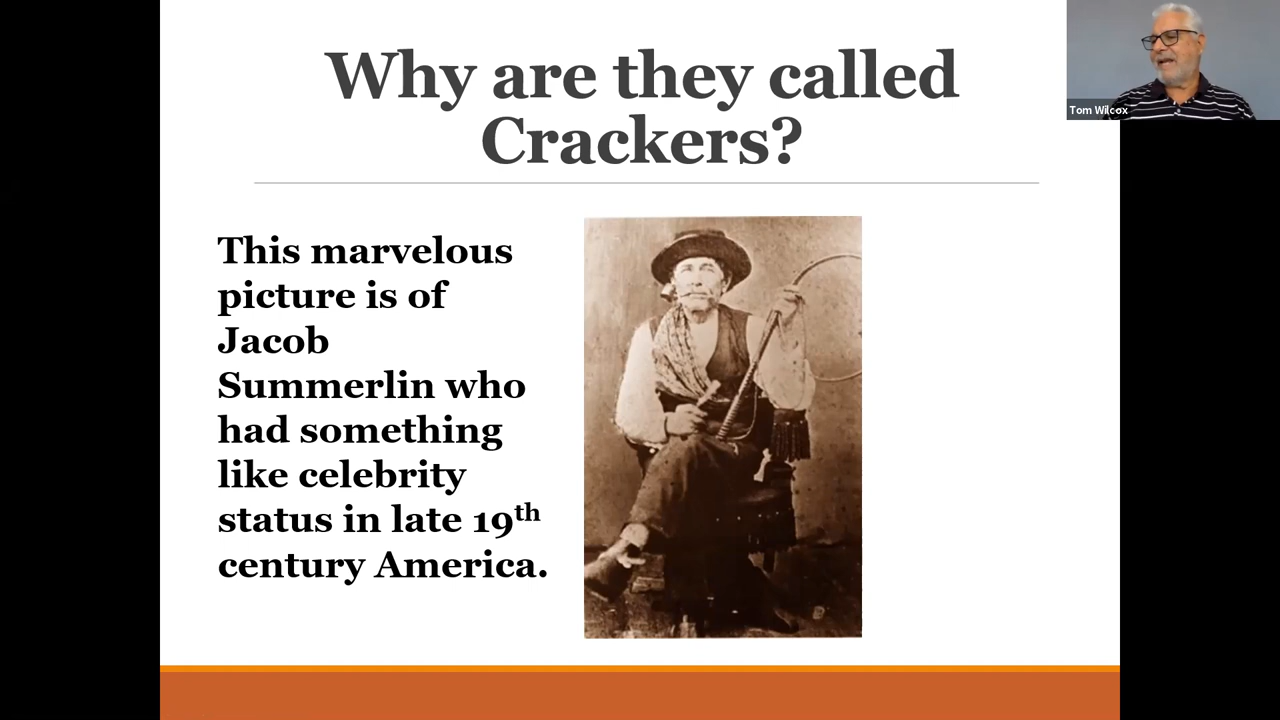 Why are they called
Crackers?
Tom Wilcox
This marvelous
picture is of
Jacob
Summerlin who
had something
like celebrity
status in late 19th
century America.